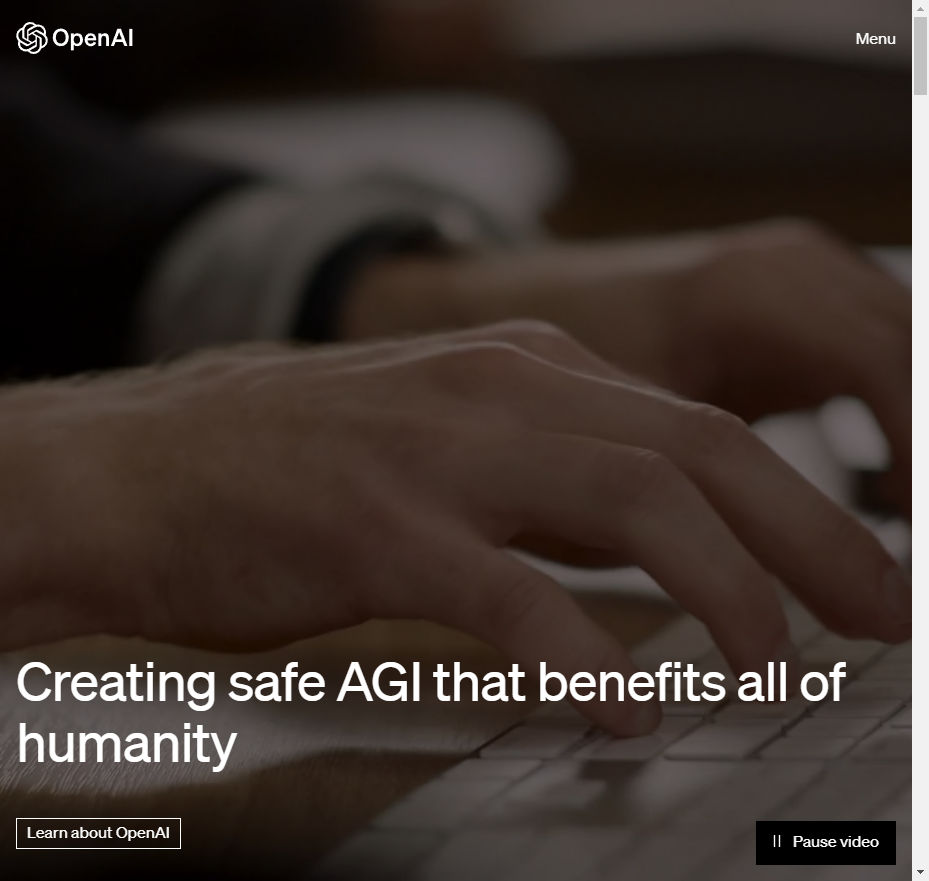 OpenAI
Menu
Creating safe AGI that benefits all of
humanity
Learn about OpenAI
Pause video